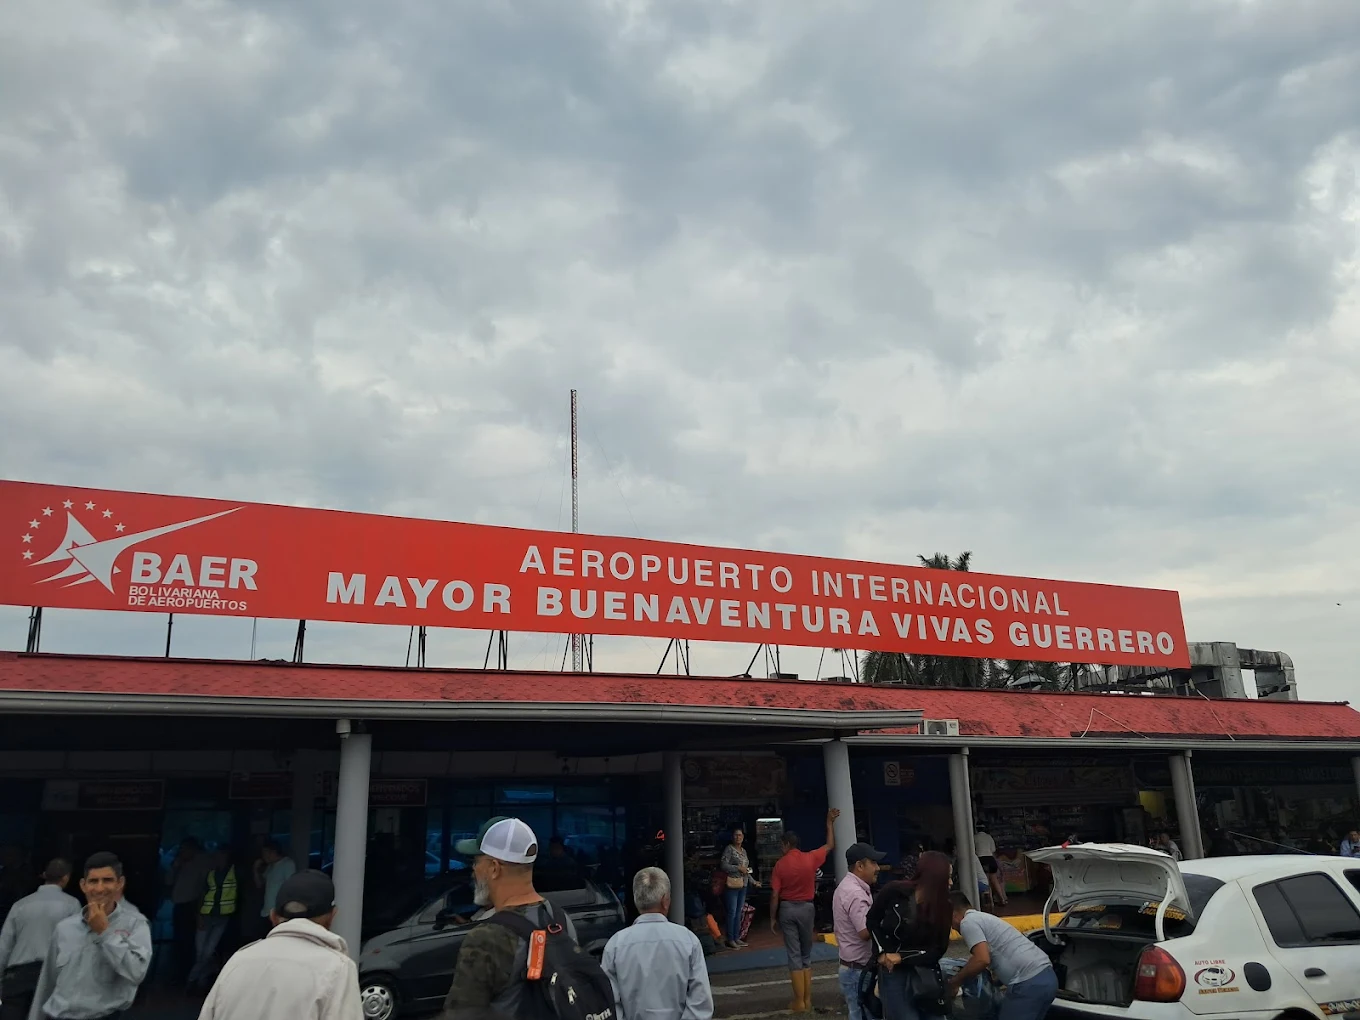 BAER
BOLIVARIANA
DE AEROPUERTOS
AEROPUERTO INTERNACIONAL
MAYOR BUENAVENTURA VIVAS GUERRERO
AUTO LIBRE